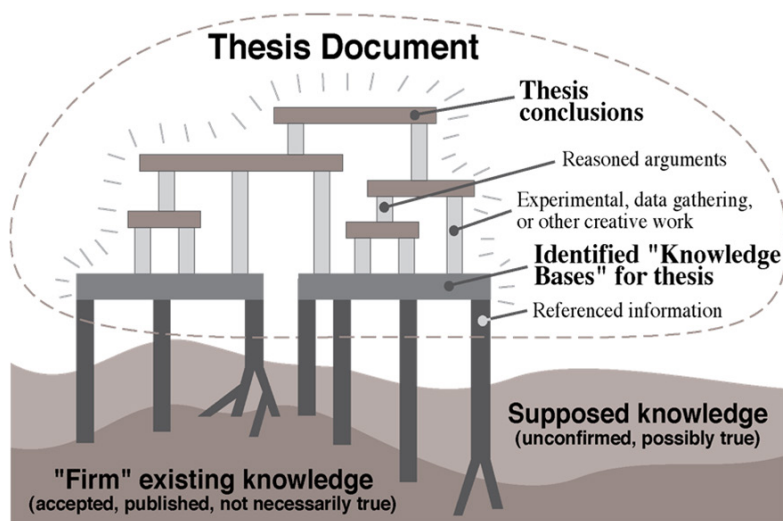 Thesis Document
Thesis
conclusions
Reasoned arguments
Experimental, data gathering,
or other creative work
Identified "Knowledge
Bases" for thesis
Referenced information
Supposed knowledge
(unconfirmed, possibly true)
"Firm" existing knowledge
(accepted, published, not necessarily true)